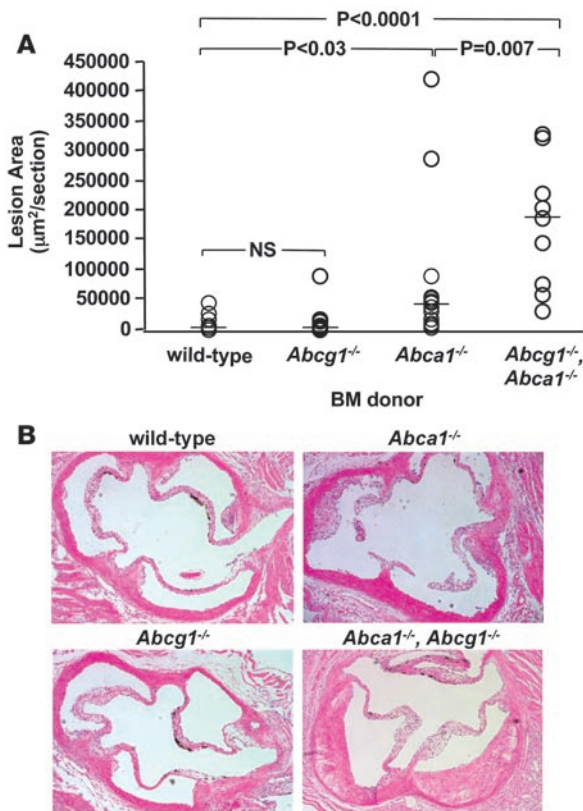 A
P<0.0001
P<0.03
P=0.007
450000
400000
350000
300000
250000
200000
150000
100000
50000
0
Lesion Area
(μm²/section)
NS
wild-type
Abcg1-/-
Abca1-/-
Abcg1-/-,
Abca1-/-
BM donor
B
wild-type
Abca1-/-
Abcg1-/-
Abca1-/-, Abcg1-/-